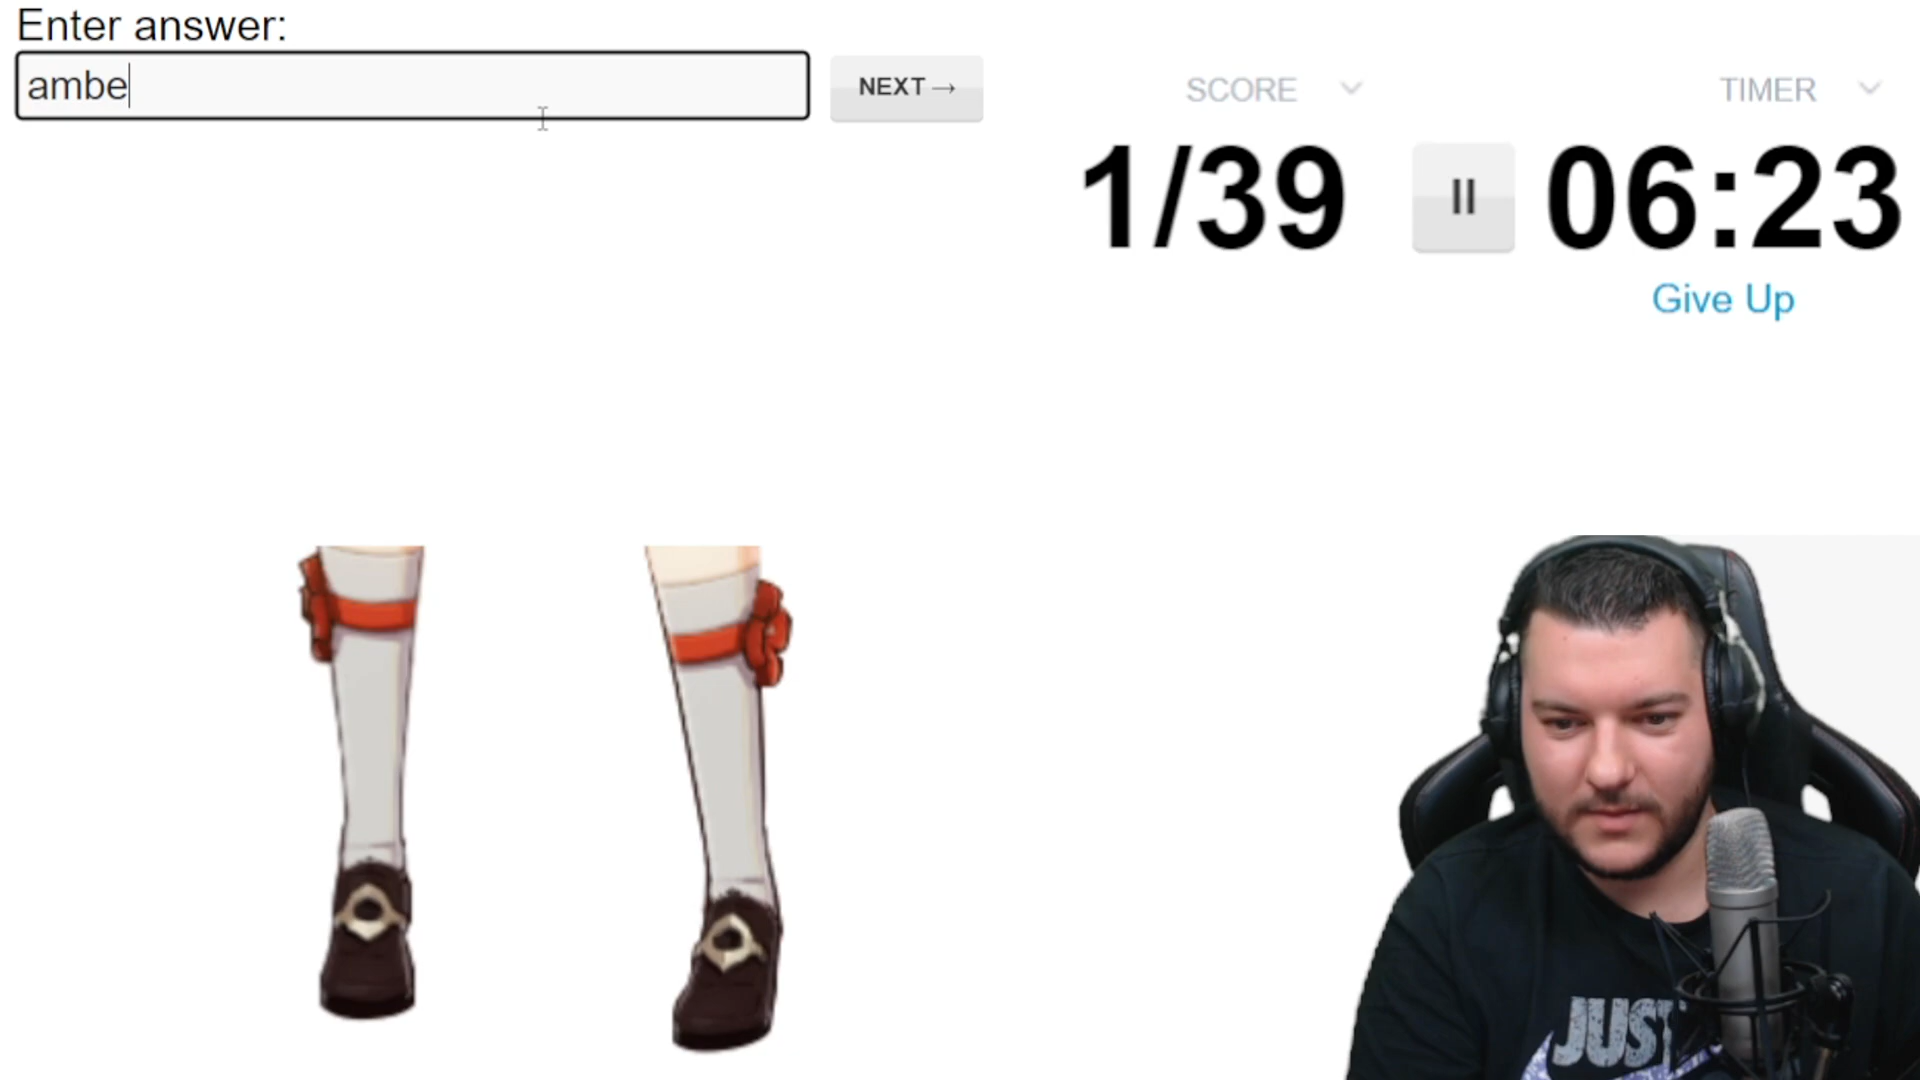 Enter answer:
ambe
NEXT→
SCORE
TIMER
1/39
06:23
Give Up
JUST